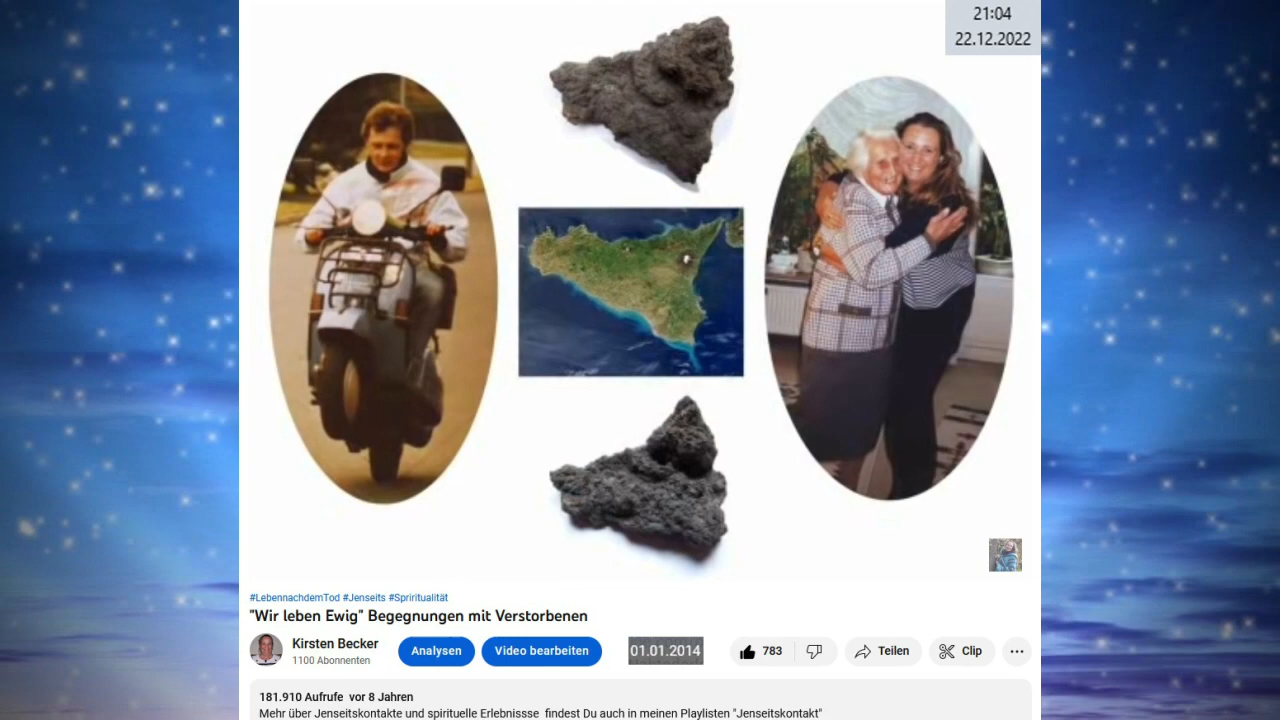 21:04
22.12.2022
#LebennachdemTod #Jenseits #Spriritualität
"Wir leben Ewig" Begegnungen mit Verstorbenen
Kirsten Becker
1100 Abonnenten
Analysen
Video bearbeiten
01.01.2014
783
Teilen
Clip
181.910 Aufrufe vor 8 Jahren
Mehr über Jenseitskontakte und spirituelle Erlebnissse findest Du auch in meinen Playlisten "Jenseitskontakt"